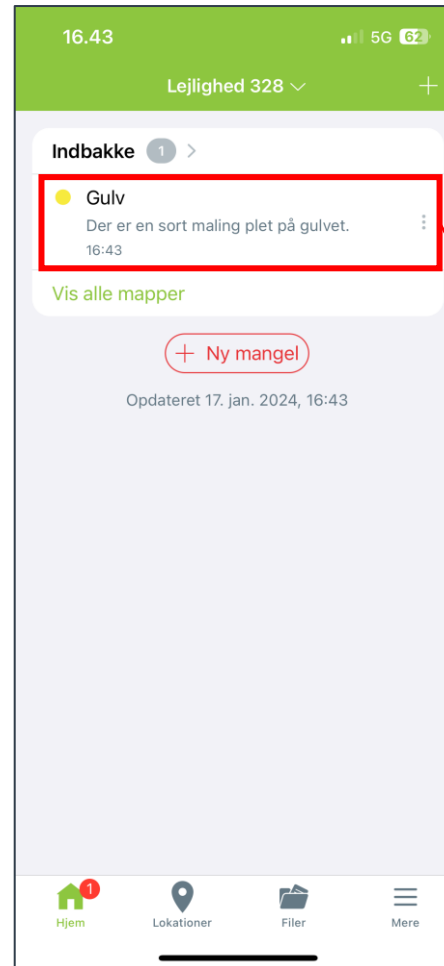 16.43 5G 62
Lejlighed 328
Indbakke 1
Gulv
Der er en sort maling plet på gulvet.
16:43
Vis alle mapper
+ Ny mangel
Opdateret 17. jan. 2024, 16:43
1
Hjem Lokationer Filer Mere